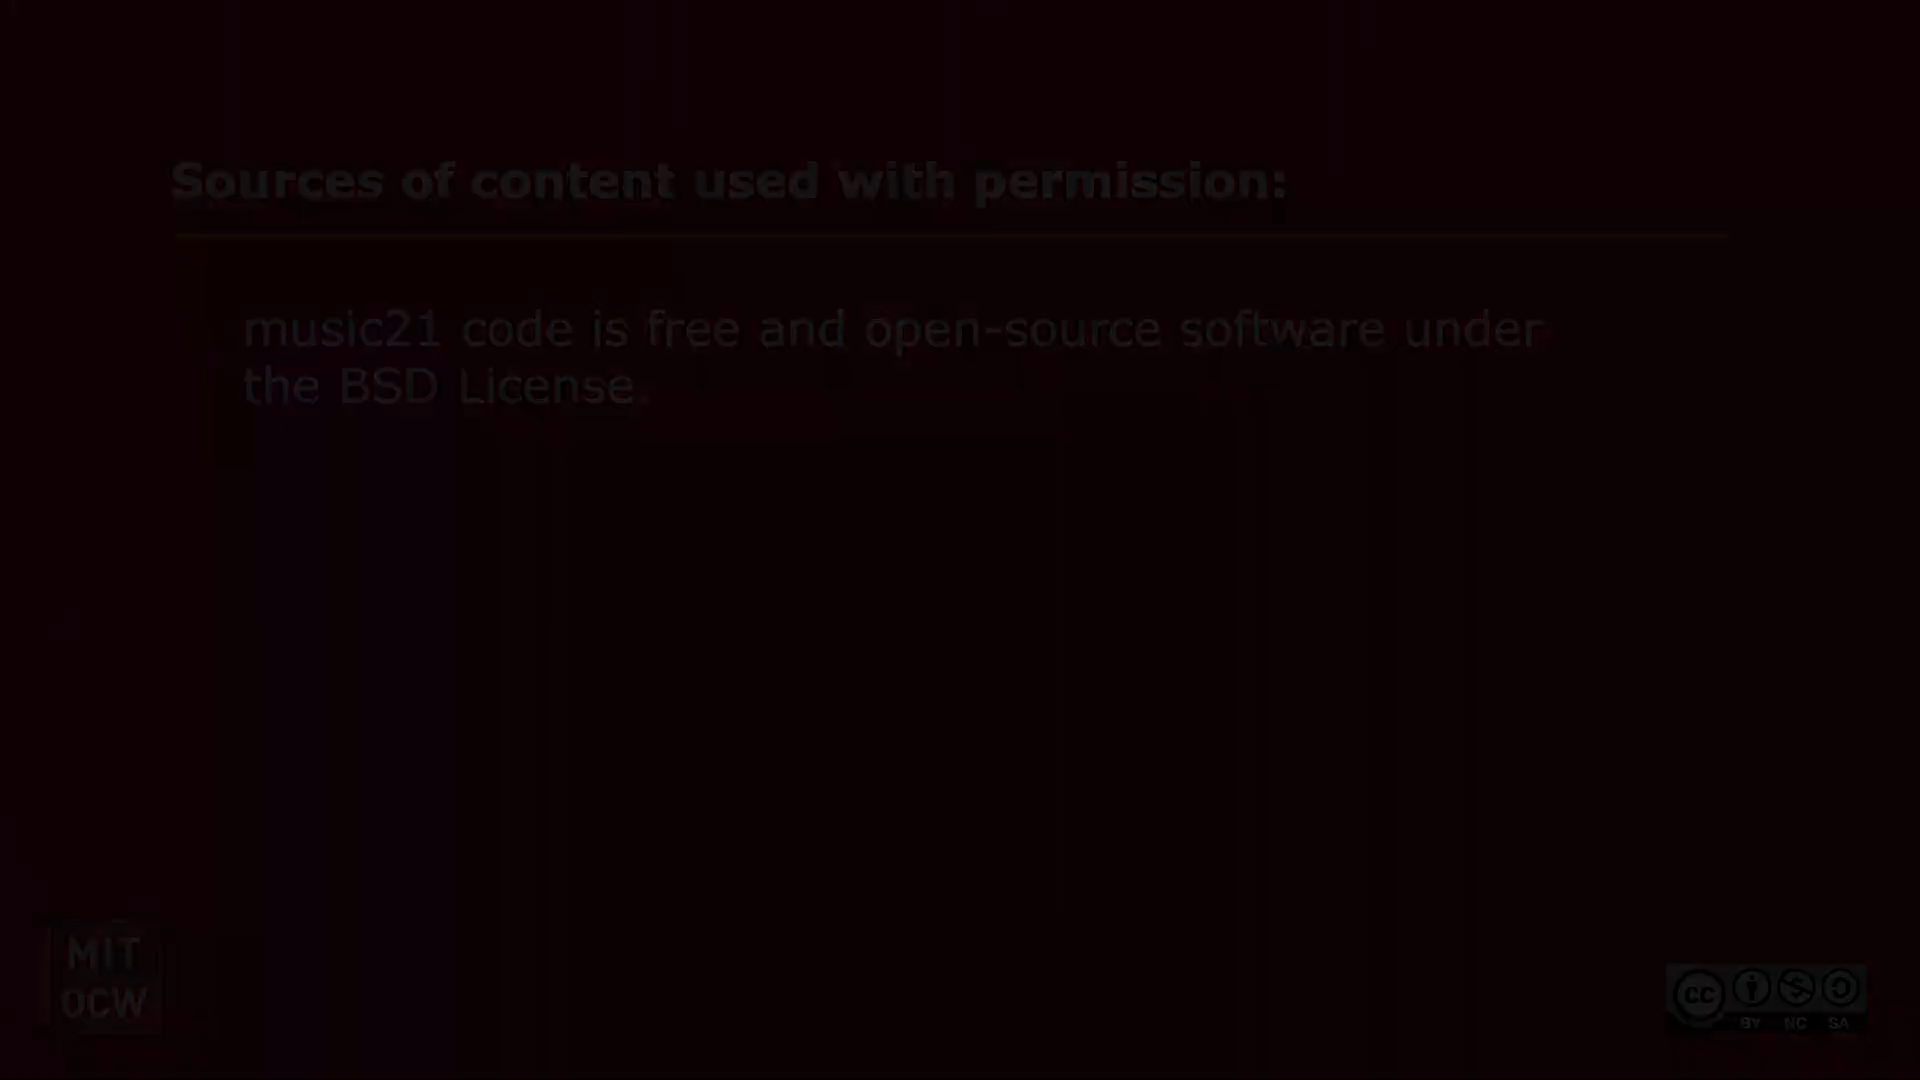 Sources of content used with permission:
music21 code is free and open-source software under
the BSD License.
MIT
OCW
cc
BY NC SA